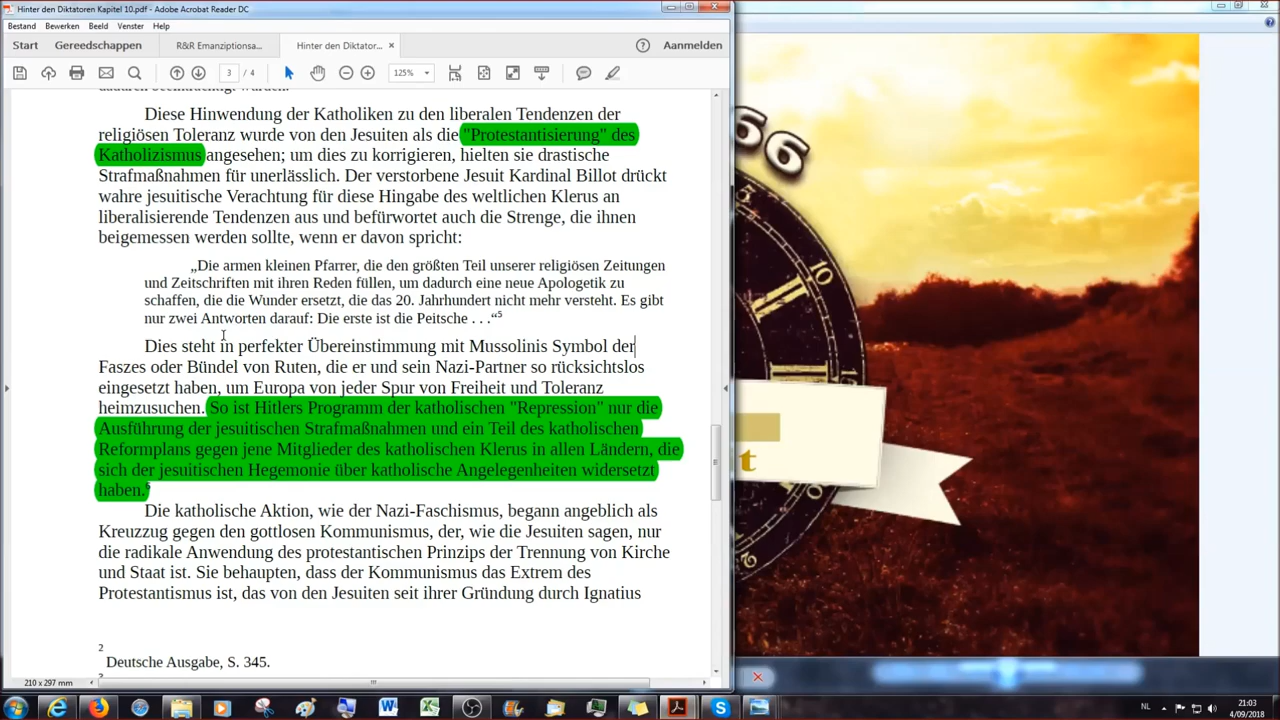 Hinter den Diktatoren Kapitel 10.pdf - Adobe Acrobat Reader DC
Bestand Bewerken Beeld Venster Help
Start Gereedschappen R&R Emanziptionsa... Hinter den Diktator... × Aanmelden
3 / 4 125%
Diese Hinwendung der Katholiken zu den liberalen Tendenzen der
religiösen Toleranz wurde von den Jesuiten als die "Protestantisierung" des
Katholizismus angesehen; um dies zu korrigieren, hielten sie drastische
Strafmaßnahmen für unerlässlich. Der verstorbene Jesuit Kardinal Billot drückt
wahre jesuitische Verachtung für diese Hingabe des weltlichen Klerus an
liberalisierende Tendenzen aus und befürwortet auch die Strenge, die ihnen
beigemessen werden sollte, wenn er davon spricht:
„Die armen kleinen Pfarrer, die den größten Teil unserer religiösen Zeitungen
und Zeitschriften mit ihren Reden füllen, um dadurch eine neue Apologetik zu
schaffen, die die Wunder ersetzt, die das 20. Jahrhundert nicht mehr versteht. Es gibt
nur zwei Antworten darauf: Die erste ist die Peitsche . . .“5
Dies steht in perfekter Übereinstimmung mit Mussolinis Symbol der
Faszes oder Bündel von Ruten, die er und sein Nazi-Partner so rücksichtslos
eingesetzt haben, um Europa von jeder Spur von Freiheit und Toleranz
heimzusuchen. So ist Hitlers Programm der katholischen "Repression" nur die
Ausführung der jesuitischen Strafmaßnahmen und ein Teil des katholischen
Reformplans gegen jene Mitglieder des katholischen Klerus in allen Ländern, die
sich der jesuitischen Hegemonie über katholische Angelegenheiten widersetzt
haben.6
Die katholische Aktion, wie der Nazi-Faschismus, begann angeblich als
Kreuzzug gegen den gottlosen Kommunismus, der, wie die Jesuiten sagen, nur
die radikale Anwendung des protestantischen Prinzips der Trennung von Kirche
und Staat ist. Sie behaupten, dass der Kommunismus das Extrem des
Protestantismus ist, das von den Jesuiten seit ihrer Gründung durch Ignatius
2
Deutsche Ausgabe, S. 345.
210 x 297 mm
66
10
t
NL
21:03
4/09/2018